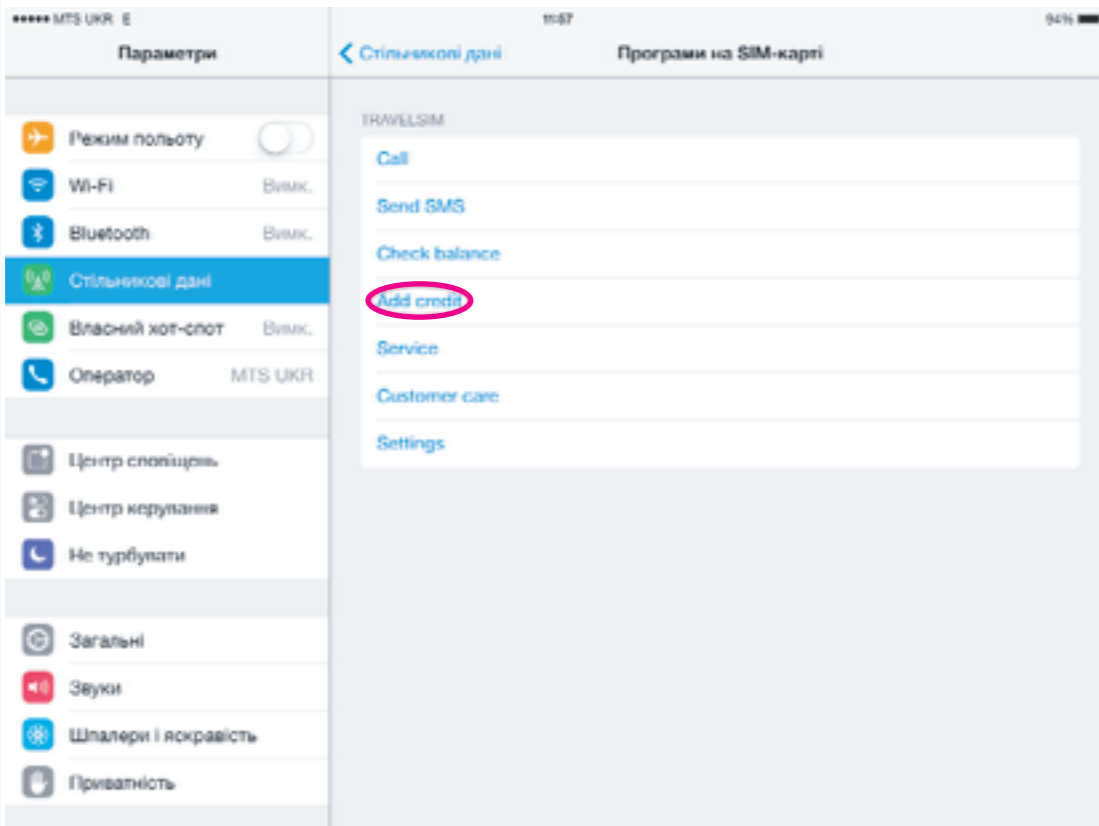 MTS UKR E 11:57 94%
Параметри
Стільникові дані
Програми на SIM-карті
Режим польоту
Wi-Fi Вимк.
Bluetooth Вимк.
Стільникові дані
Власний хот-спот Вимк.
Оператор MTS UKR
Центр сповіщень
Центр керування
Не турбувати
Загальні
Звуки
Шпалери і яскравість
Приватність
TRAVELSIM
Call
Send SMS
Check balance
Add credit
Service
Customer care
Settings